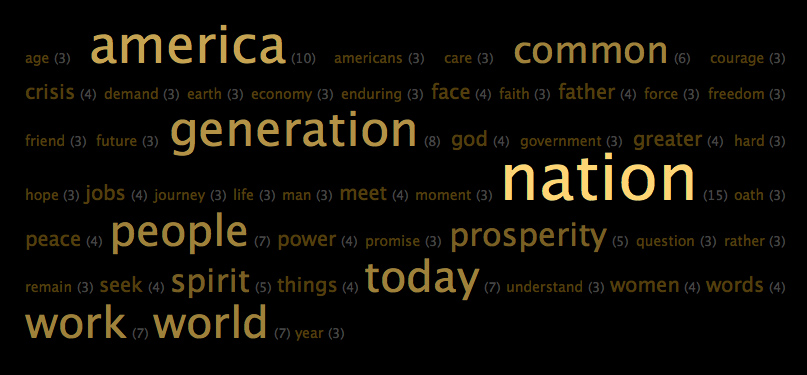 age (3) america (10) americans (3) care (3) common (6) courage (3)
crisis (4) demand (3) earth (3) economy (3) enduring (3) face (4) faith (3) father (4) force (3) freedom (3)
friend (3) future (3) generation (8) god (4) government (3) greater (4) hard (3)
hope (3) jobs (4) journey (3) life (3) man (3) meet (4) moment (3) nation (15) oath (3)
peace (4) people (7) power (4) promise (3) prosperity (5) question (3) rather (3)
remain (3) seek (4) spirit (5) things (4) today (7) understand (3) women (4) words (4)
work (7) world (7) year (3)